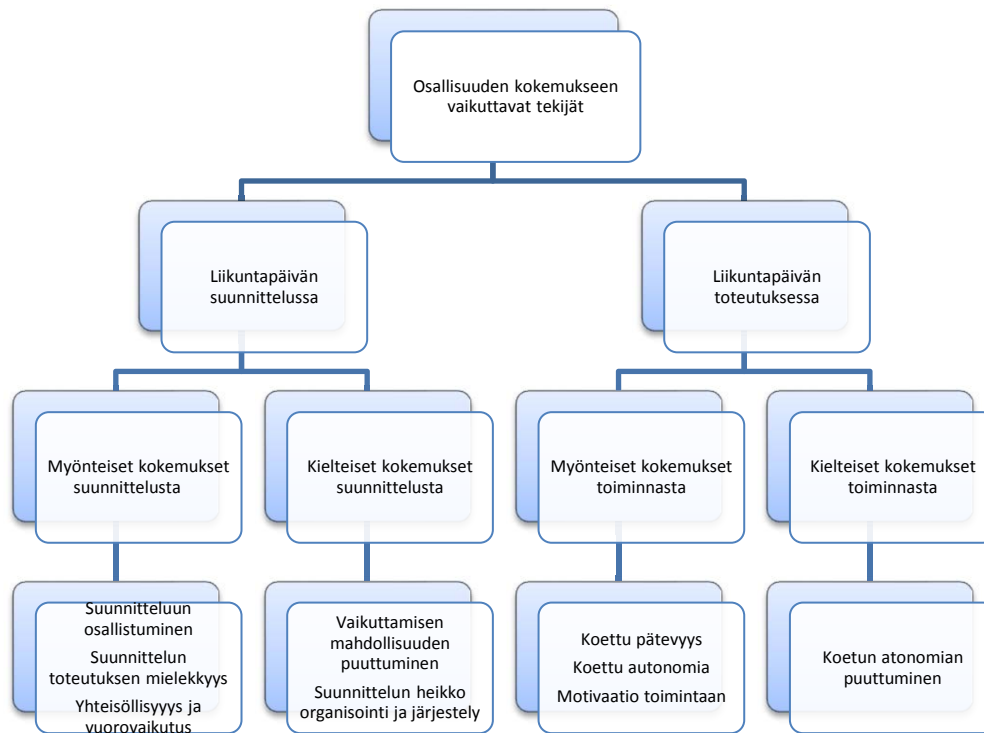 Osallisuuden kokemukseen
vaikuttavat tekijät
Liikuntapäivän
suunnittelussa
Liikuntapäivän
toteutuksessa
Myönteiset kokemukset
suunnittelusta
Kielteiset kokemukset
suunnittelusta
Myönteiset kokemukset
toiminnasta
Kielteiset kokemukset
toiminnasta
Suunnitteluun
osallistuminen
Suunnittelun
toteutuksen mielekkyys
Yhteisöllisyyys ja
vuorovaikutus
Vaikuttamisen
mahdollisuuden
puuttuminen
Suunnittelun heikko
organisointi ja järjestely
Koettu pätevyys
Koettu autonomia
Motivaatio toimintaan
Koetun atonomian
puuttuminen